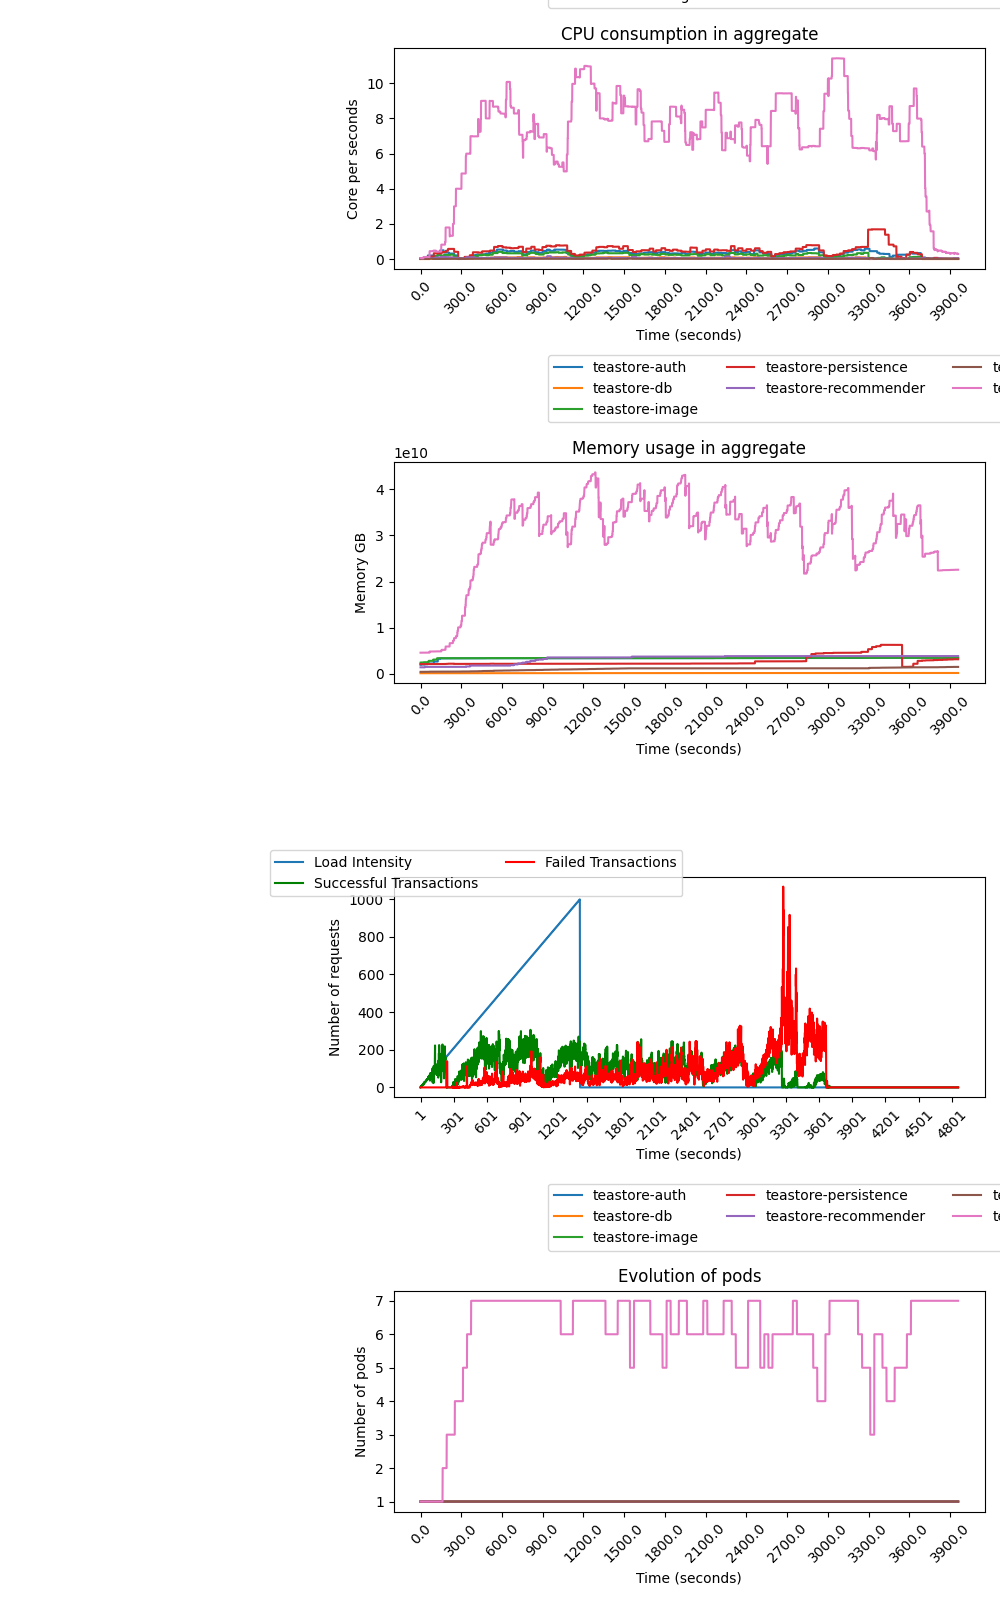 CPU consumption in aggregate
10
8
6
4
2
0
Core per seconds
0.0 300.0 600.0 900.0 1200.0 1500.0 1800.0 2100.0 2400.0 2700.0 3000.0 3300.0 3600.0 3900.0
Time (seconds)
teastore-auth teastore-persistence te
teastore-db teastore-recommender te
teastore-image
Memory usage in aggregate
1e10
4
3
2
1
0
Memory GB
0.0 300.0 600.0 900.0 1200.0 1500.0 1800.0 2100.0 2400.0 2700.0 3000.0 3300.0 3600.0 3900.0
Time (seconds)
Load Intensity Failed Transactions
Successful Transactions
1000
800
600
400
200
0
Number of requests
1 301 601 901 1201 1501 1801 2101 2401 2701 3001 3301 3601 3901 4201 4501 4801
Time (seconds)
teastore-auth teastore-persistence te
teastore-db teastore-recommender te
teastore-image
Evolution of pods
7
6
5
4
3
2
1
Number of pods
0.0 300.0 600.0 900.0 1200.0 1500.0 1800.0 2100.0 2400.0 2700.0 3000.0 3300.0 3600.0 3900.0
Time (seconds)